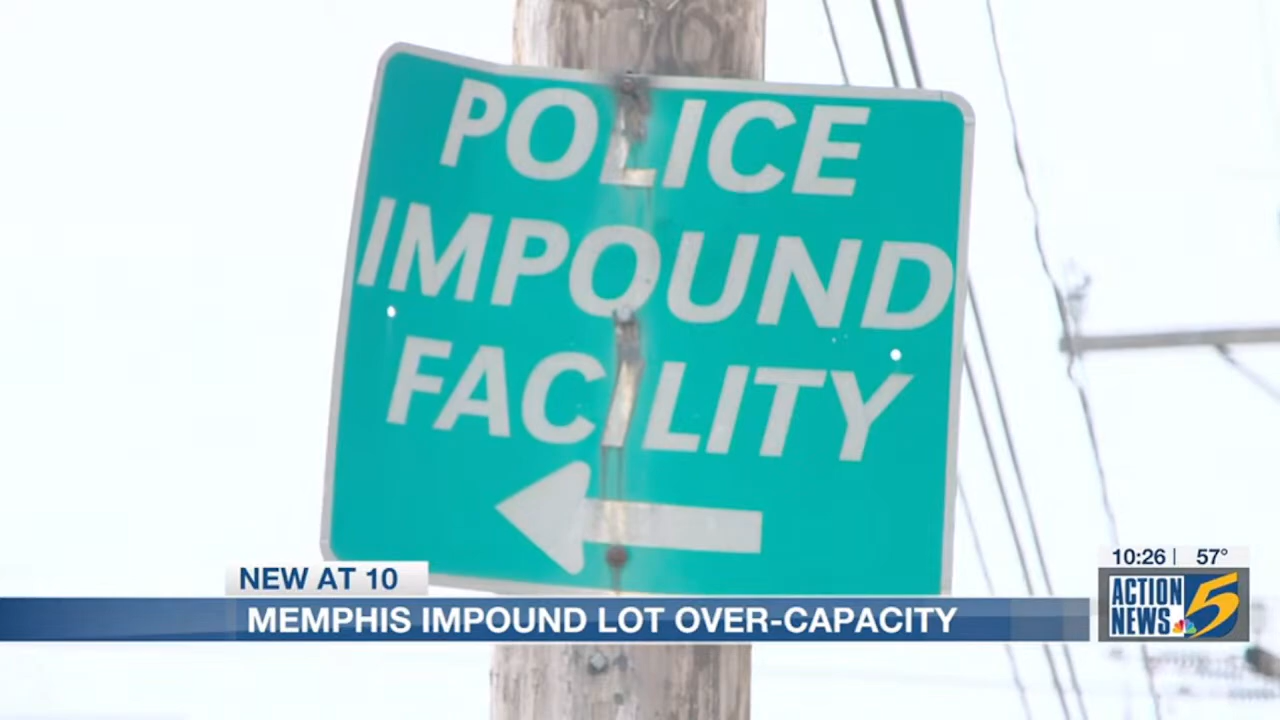 POLICE
IMPOUND
FACILITY
NEW AT 10
MEMPHIS IMPOUND LOT OVER-CAPACITY
10:26 | 57°
ACTION
NEWS 5